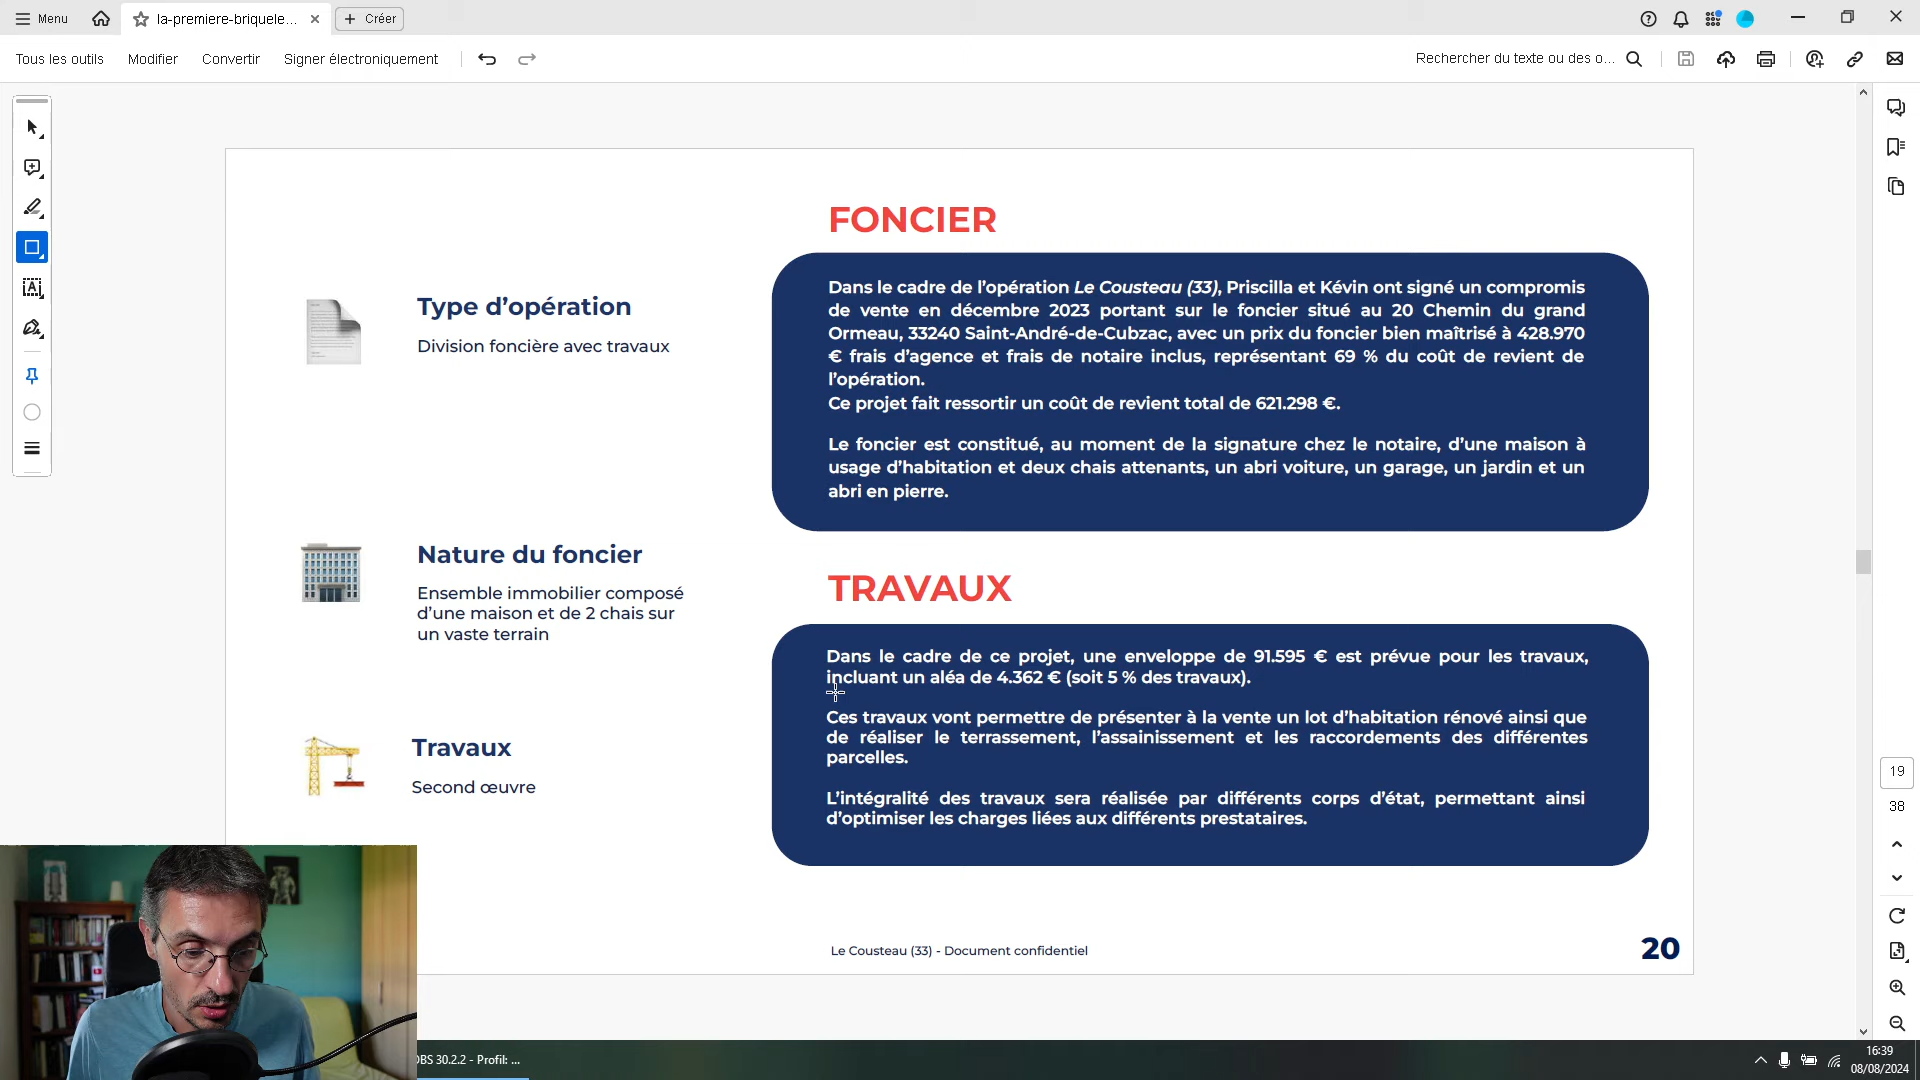 Menu
la-premiere-briquele...
Créer
Tous les outils
Modifier
Convertir
Signer électroniquement
Rechercher du texte ou des o...
FONCIER
Dans le cadre de l'opération Le Cousteau (33), Priscilla et Kévin ont signé un compromis
de vente en décembre 2023 portant sur le foncier situé au 20 Chemin du grand
Ormeau, 33240 Saint-André-de-Cubzac, avec un prix du foncier bien maîtrisé à 428.970
€ frais d'agence et frais de notaire inclus, représentant 69 % du coût de revient de
l'opération.
Ce projet fait ressortir un coût de revient total de 621.298 €.
Le foncier est constitué, au moment de la signature chez le notaire, d'une maison à
usage d'habitation et deux chais attenants, un abri voiture, un garage, un jardin et un
abri en pierre.
Type d'opération
Division foncière avec travaux
Nature du foncier
Ensemble immobilier composé
d'une maison et de 2 chais sur
un vaste terrain
TRAVAUX
Dans le cadre de ce projet, une enveloppe de 91.595 € est prévue pour les travaux,
incluant un aléa de 4.362 € (soit 5 % des travaux).
Ces travaux vont permettre de présenter à la vente un lot d'habitation rénové ainsi que
de réaliser le terrassement, l'assainissement et les raccordements des différentes
parcelles.
L'intégralité des travaux sera réalisée par différents corps d'état, permettant ainsi
d'optimiser les charges liées aux différents prestataires.
Travaux
Second œuvre
Le Cousteau (33) - Document confidentiel
20
19
38
OBS 30.2.2 - Profil: ...
16:39
08/08/2024